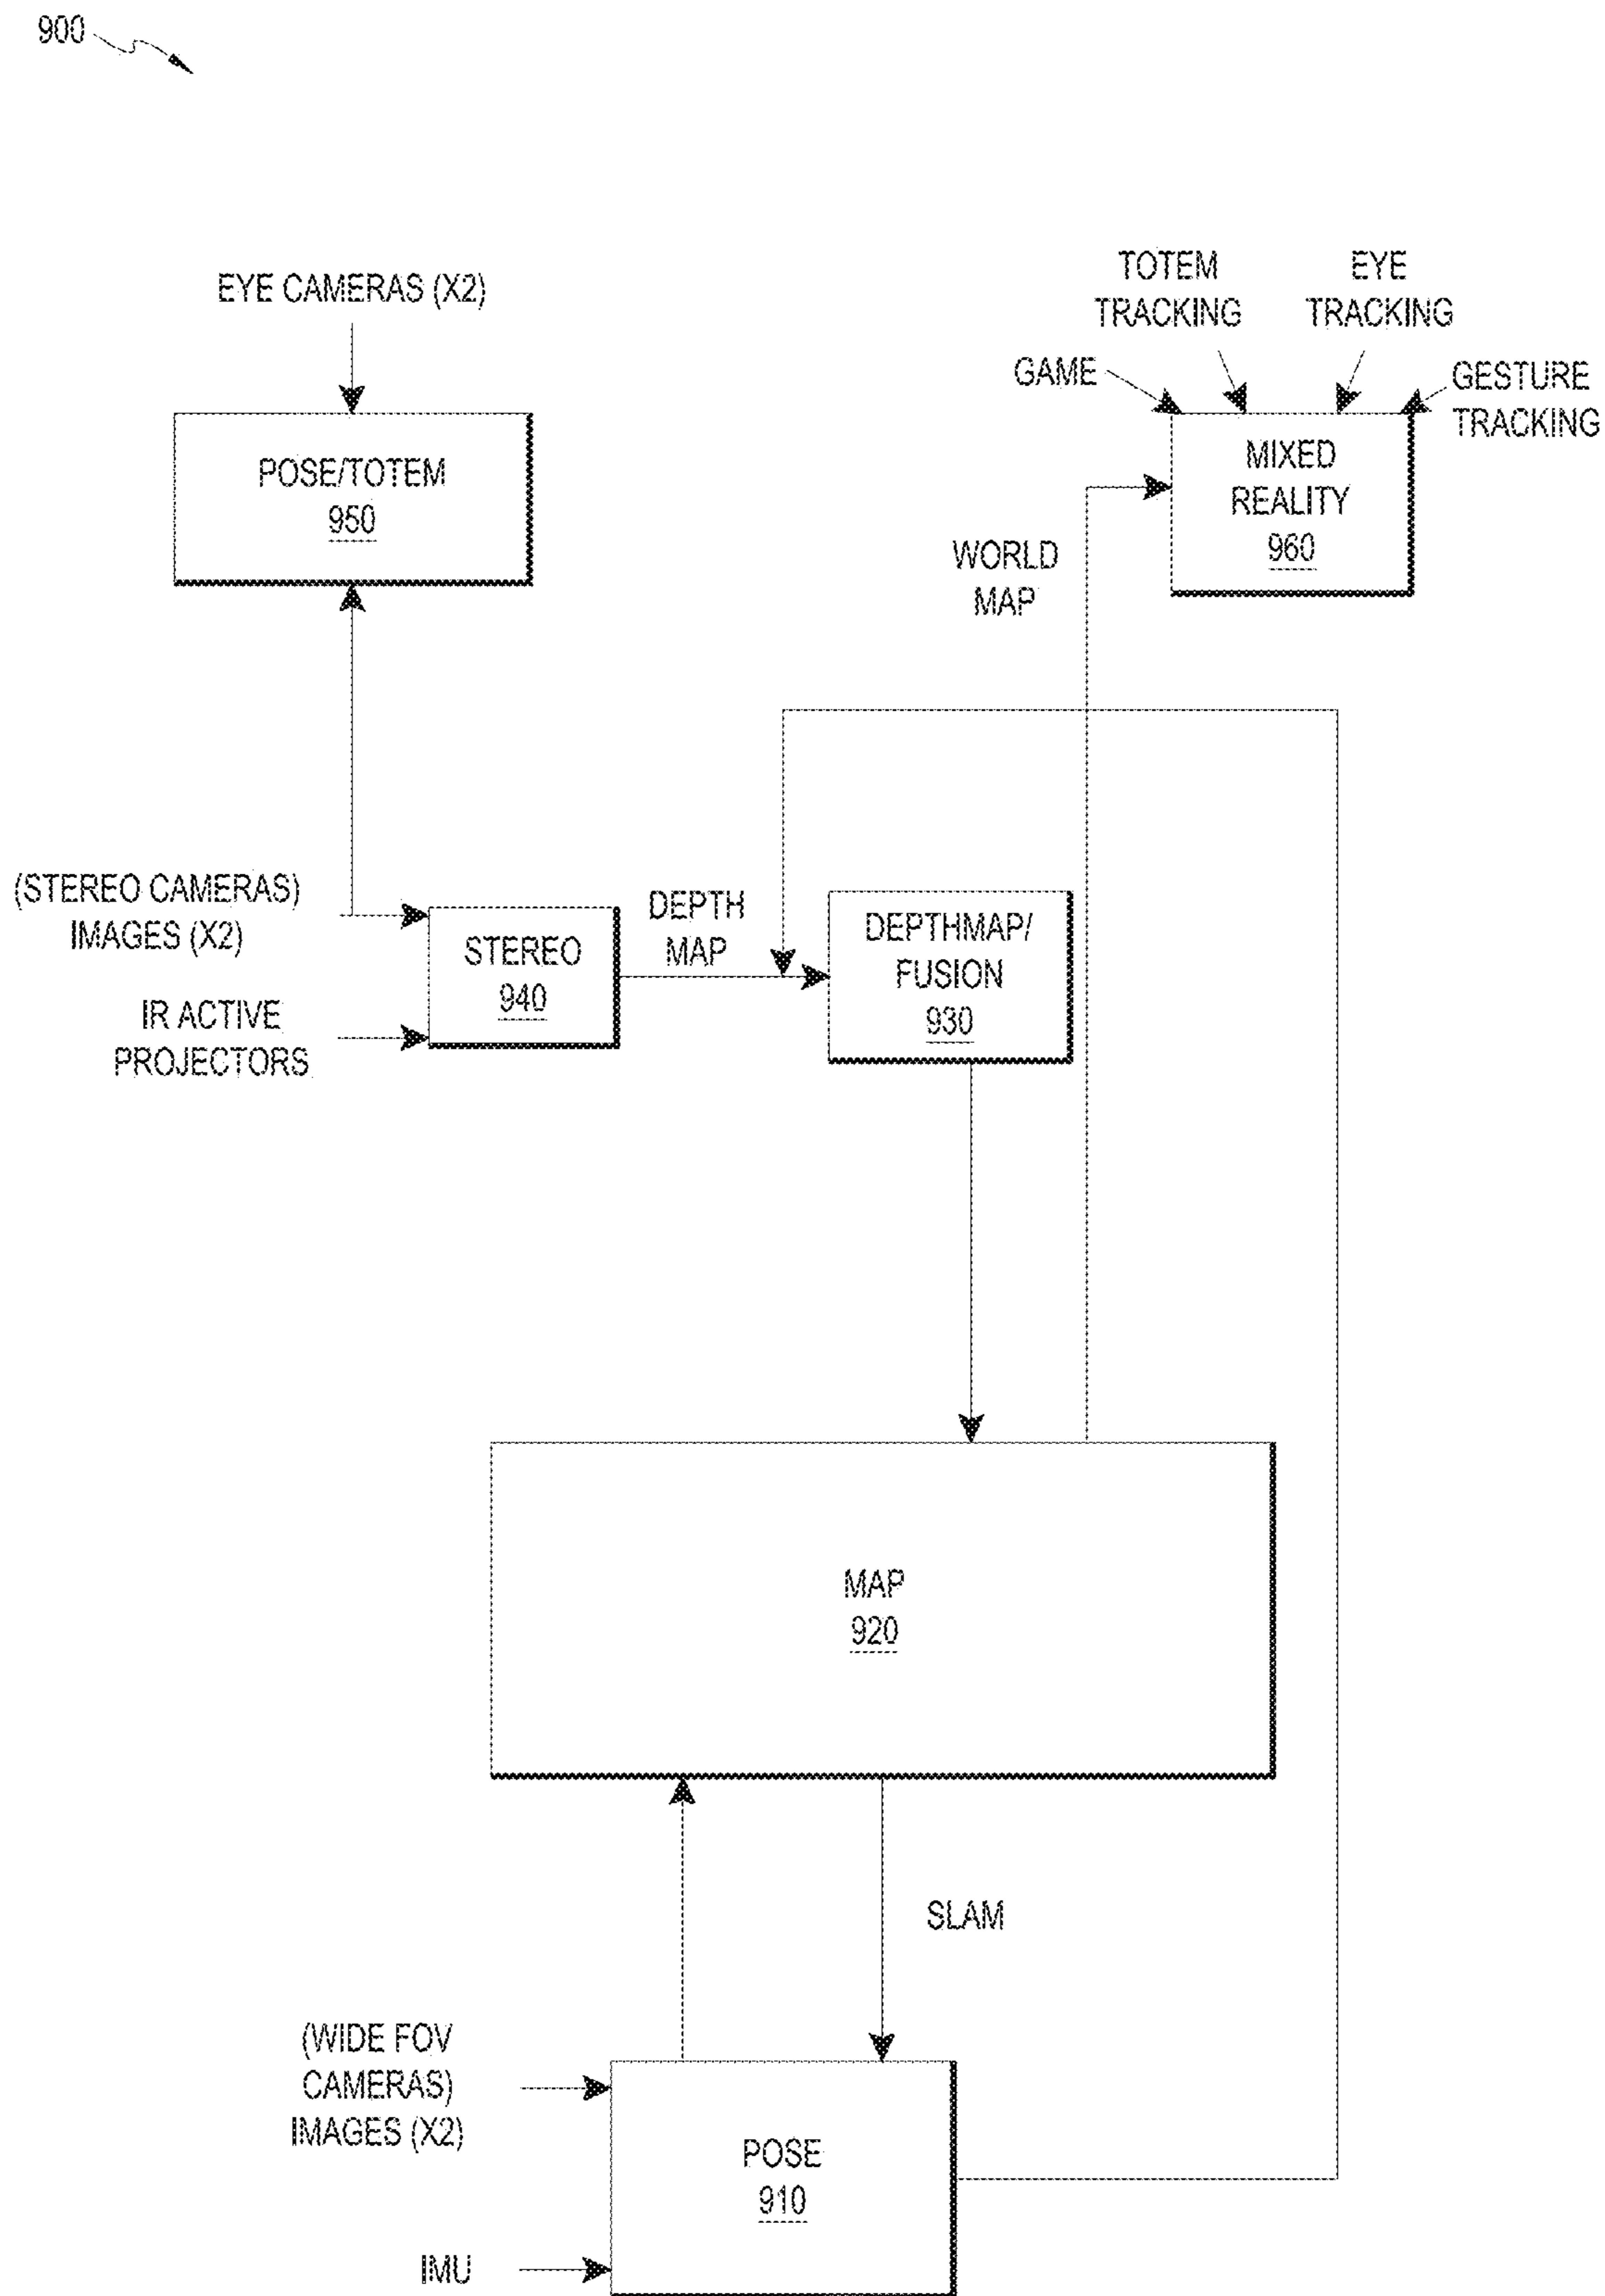 900
EYE CAMERAS (X2)
POSE/TOTEM
950
TOTEM
TRACKING
EYE
TRACKING
GAME
GESTURE
TRACKING
MIXED
REALITY
960
WORLD
MAP
(STEREO CAMERAS)
IMAGES (X2)
IR ACTIVE
PROJECTORS
STEREO
940
DEPTH
MAP
DEPTHMAP/
FUSION
930
MAP
920
SLAM
(WIDE FOV
CAMERAS)
IMAGES (X2)
IMU
POSE
910